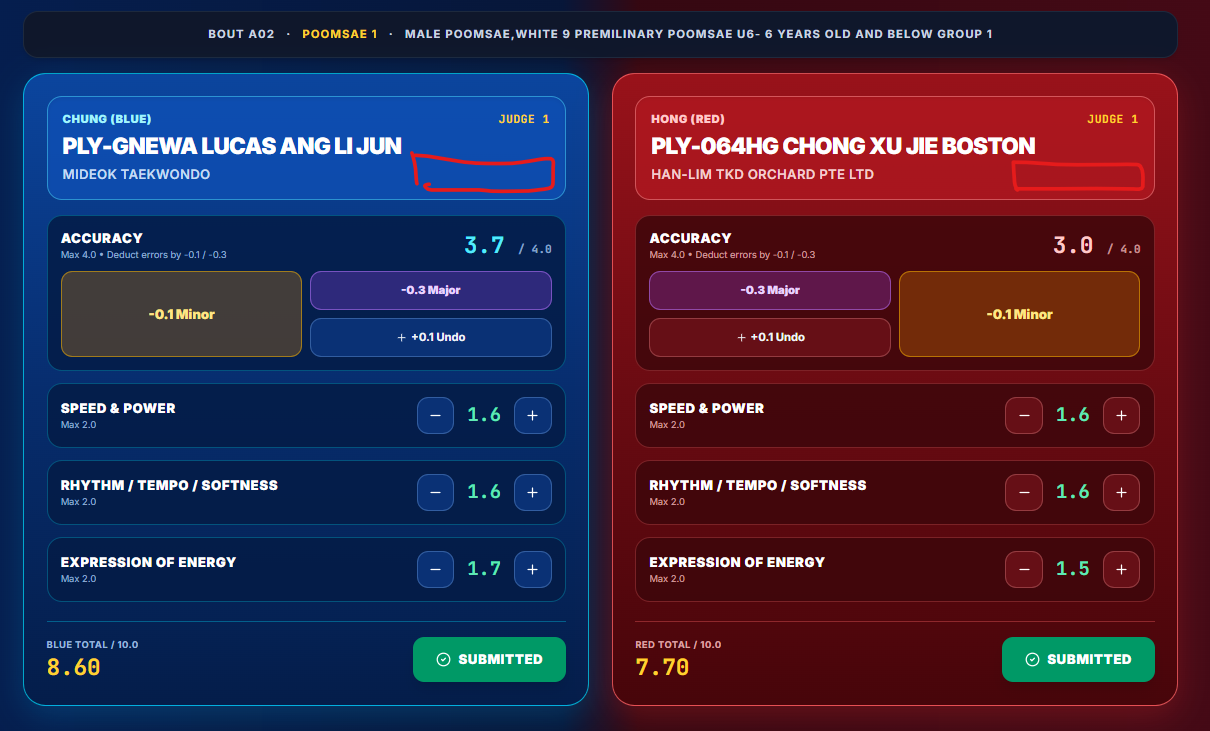 BOUT A02 · POOMSAE 1 · MALE POOMSAE,WHITE 9 PREMILINARY POOMSAE U6- 6 YEARS OLD AND BELOW GROUP 1
CHUNG (BLUE) JUDGE 1
PLY-GNEWA LUCAS ANG LI JUN
MIDEOK TAEKWONDO
ACCURACY 3.7 / 4.0
Max 4.0 • Deduct errors by -0.1 / -0.3
-0.1 Minor
-0.3 Major
+ +0.1 Undo
SPEED & POWER
Max 2.0
− 1.6 +
RHYTHM / TEMPO / SOFTNESS
Max 2.0
− 1.6 +
EXPRESSION OF ENERGY
Max 2.0
− 1.7 +
BLUE TOTAL / 10.0
8.60
SUBMITTED
HONG (RED) JUDGE 1
PLY-064HG CHONG XU JIE BOSTON
HAN-LIM TKD ORCHARD PTE LTD
ACCURACY 3.0 / 4.0
Max 4.0 • Deduct errors by -0.1 / -0.3
-0.3 Major
+ +0.1 Undo
-0.1 Minor
SPEED & POWER
Max 2.0
− 1.6 +
RHYTHM / TEMPO / SOFTNESS
Max 2.0
− 1.6 +
EXPRESSION OF ENERGY
Max 2.0
− 1.5 +
RED TOTAL / 10.0
7.70
SUBMITTED